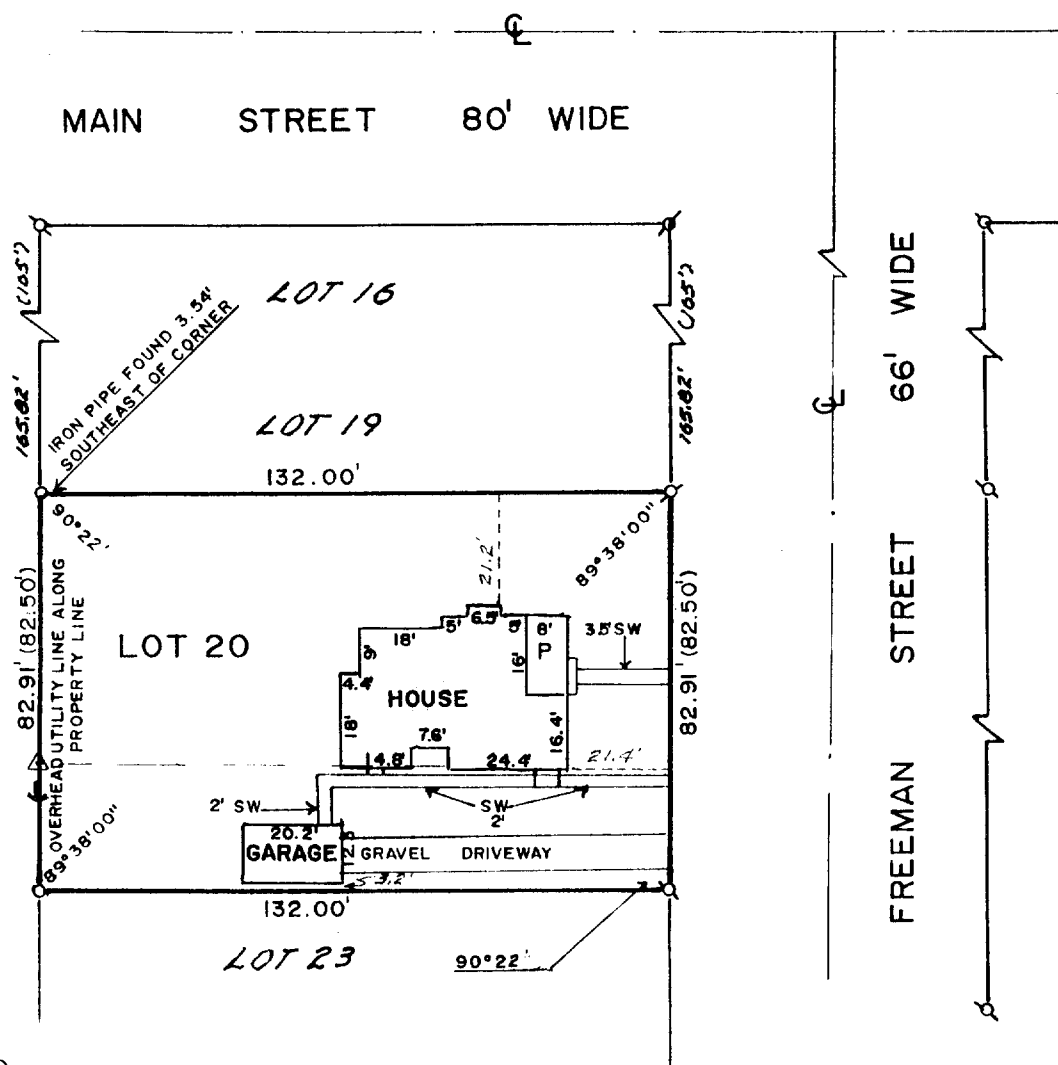 ℄
MAIN STREET 80' WIDE
(165')
LOT 16
(165')
FREEMAN STREET 66' WIDE
℄
IRON PIPE FOUND 3.54'
SOUTHEAST OF CORNER
165.82'
165.82'
LOT 19
132.00'
90°22'
89°38'00"
82.91' (82.50')
OVERHEAD UTILITY LINE ALONG
PROPERTY LINE
LOT 20
21.2'
6.5'
5'
18'
8'
P
16'
3.5' SW
9'
4.4'
HOUSE
18'
7.6'
16.4'
4.8'
24.4'
21.4'
82.91' (82.50')
2' SW
SW
2'
20.2'
GARAGE
GRAVEL DRIVEWAY
3.2'
89°38'00"
132.00'
LOT 23
90°22'